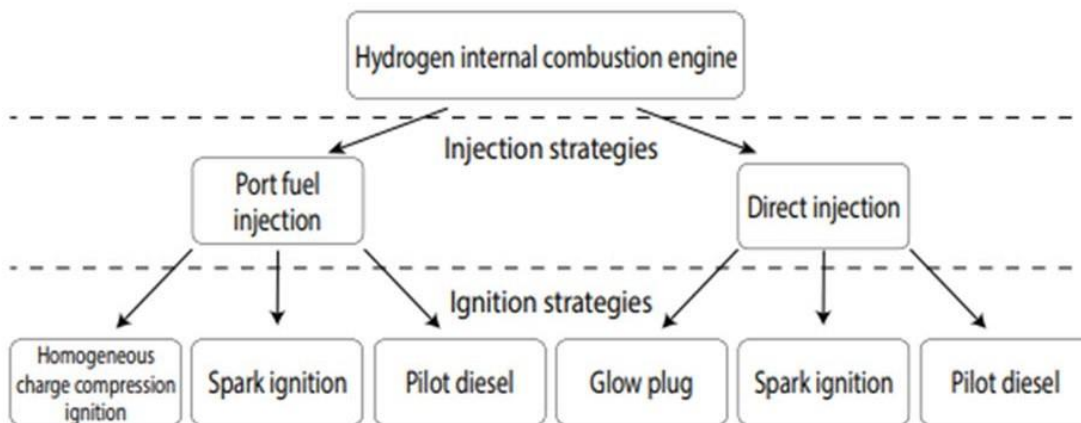 Hydrogen internal combustion engine
Injection strategies
Port fuel
injection
Direct injection
Ignition strategies
Homogeneous
charge compression
ignition
Spark ignition
Pilot diesel
Glow plug
Spark ignition
Pilot diesel